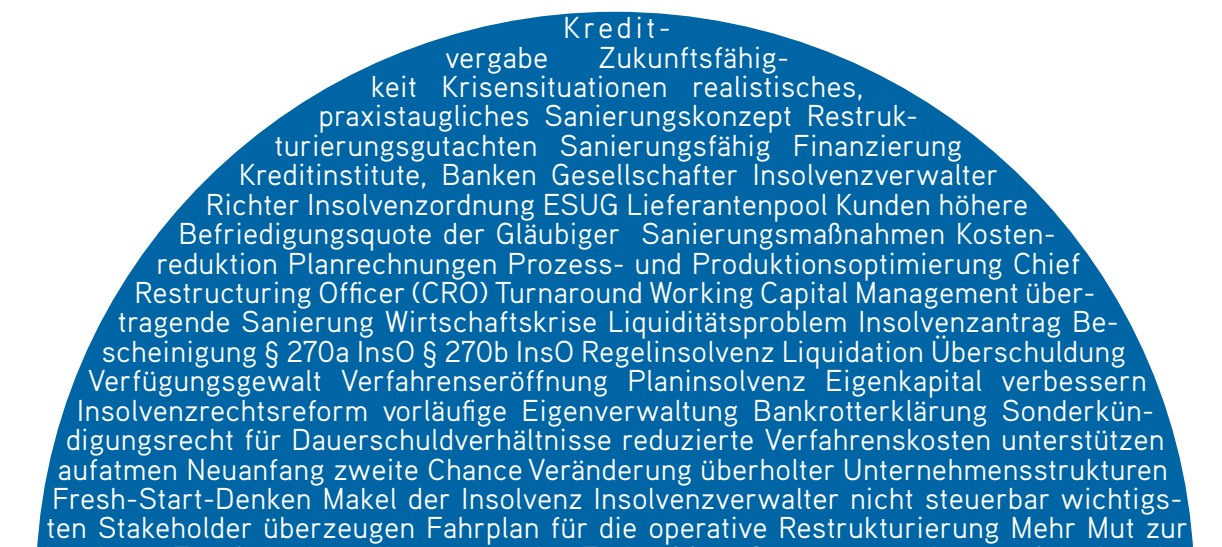 Kredit-
vergabe Zukunftsfähig-
keit Krisensituationen realistisches,
praxistaugliches Sanierungskonzept Restruk-
turierungsgutachten Sanierungsfähig Finanzierung
Kreditinstitute, Banken Gesellschafter Insolvenzverwalter
Richter Insolvenzordnung ESUG Lieferantenpool Kunden höhere
Befriedigungsquote der Gläubiger Sanierungsmaßnahmen Kosten-
reduktion Planrechnungen Prozess- und Produktionsoptimierung Chief
Restructuring Officer (CRO) Turnaround Working Capital Management über-
tragende Sanierung Wirtschaftskrise Liquiditätsproblem Insolvenzantrag Be-
scheinigung § 270a InsO § 270b InsO Regelinsolvenz Liquidation Überschuldung
Verfügungsgewalt Verfahrenseröffnung Planinsolvenz Eigenkapital verbessern
Insolvenzrechtsreform vorläufige Eigenverwaltung Bankrotterklärung Sonderkün-
digungsrecht für Dauerschuldverhältnisse reduzierte Verfahrenskosten unterstützen
aufatmen Neuanfang zweite Chance Veränderung überholter Unternehmensstrukturen
Fresh-Start-Denken Makel der Insolvenz Insolvenzverwalter nicht steuerbar wichtigs-
ten Stakeholder überzeugen Fahrplan für die operative Restrukturierung Mehr Mut zur